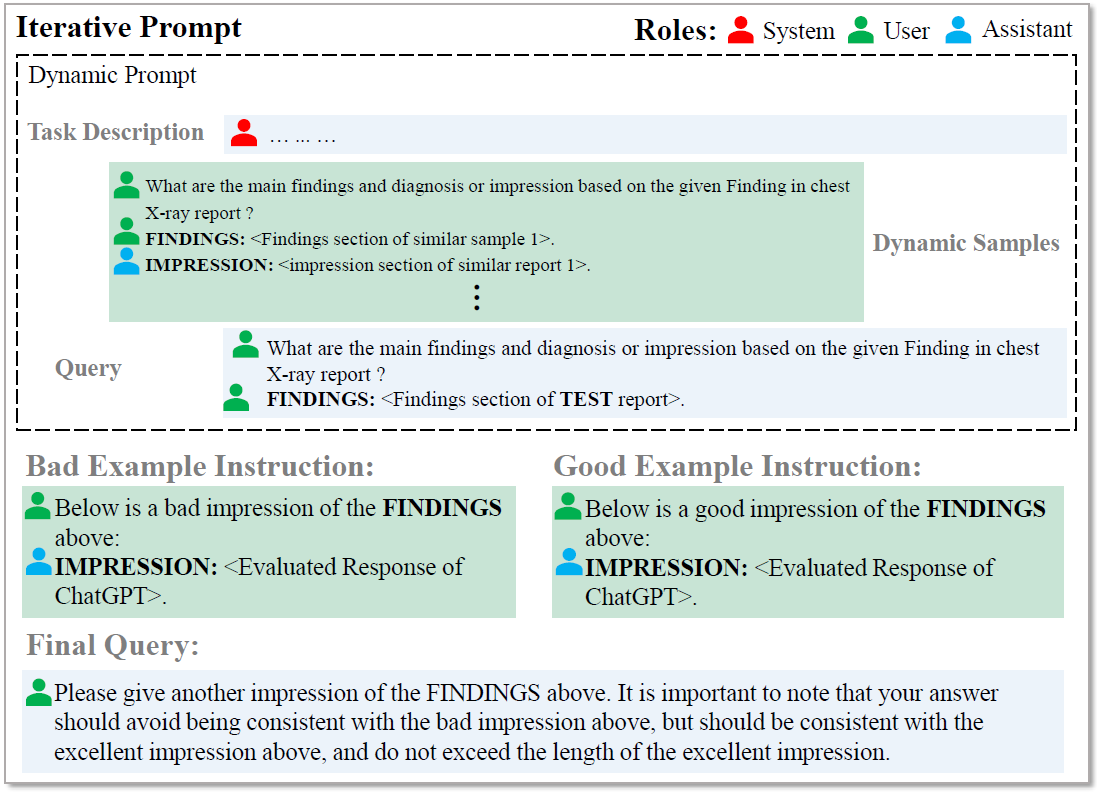 Iterative Prompt
Roles: System User Assistant
Dynamic Prompt
Task Description
... ... ...
What are the main findings and diagnosis or impression based on the given Finding in chest
X-ray report ?
FINDINGS: <Findings section of similar sample 1>.
IMPRESSION: <impression section of similar report 1>.
⋮
Dynamic Samples
Query
What are the main findings and diagnosis or impression based on the given Finding in chest
X-ray report ?
FINDINGS: <Findings section of TEST report>.
Bad Example Instruction:
Below is a bad impression of the FINDINGS
above:
IMPRESSION: <Evaluated Response of
ChatGPT>.
Good Example Instruction:
Below is a good impression of the FINDINGS
above:
IMPRESSION: <Evaluated Response of
ChatGPT>.
Final Query:
Please give another impression of the FINDINGS above. It is important to note that your answer
should avoid being consistent with the bad impression above, but should be consistent with the
excellent impression above, and do not exceed the length of the excellent impression.